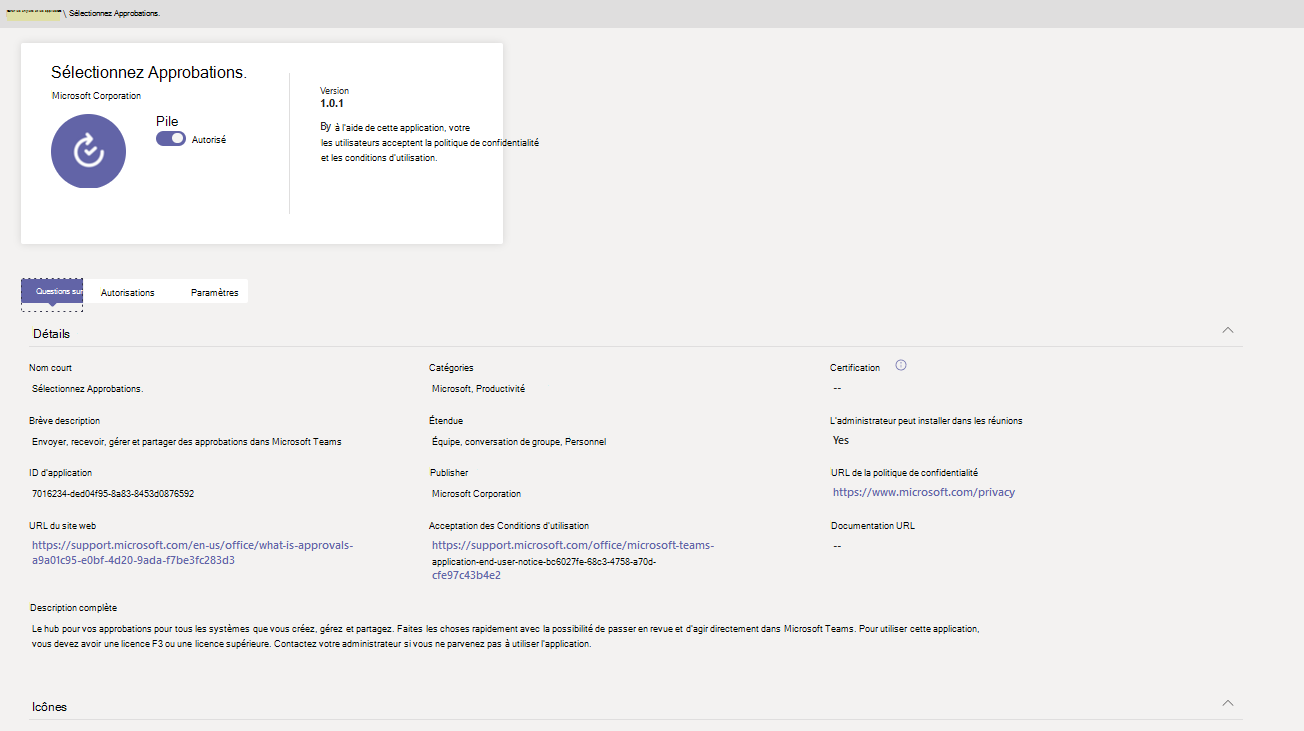 \ Sélectionnez Approbations.
Sélectionnez Approbations.
Microsoft Corporation
Pile
Autorisé
Version
1.0.1
By à l'aide de cette application, votre
les utilisateurs acceptent la politique de confidentialité
et les conditions d'utilisation.
Questions sur
Autorisations
Paramètres
Détails
Nom court
Sélectionnez Approbations.
Catégories
Microsoft, Productivité
Certification
--
Brève description
Envoyer, recevoir, gérer et partager des approbations dans Microsoft Teams
Étendue
Équipe, conversation de groupe, Personnel
L'administrateur peut installer dans les réunions
Yes
ID d'application
7016234-ded04f95-8a83-8453d0876592
Publisher
Microsoft Corporation
URL de la politique de confidentialité
https://www.microsoft.com/privacy
URL du site web
https://support.microsoft.com/en-us/office/what-is-approvals-
a9a01c95-e0bf-4d20-9ada-f7be3fc283d3
Acceptation des Conditions d'utilisation
https://support.microsoft.com/office/microsoft-teams-
application-end-user-notice-bc6027fe-68c3-4758-a70d-
cfe97c43b4e2
Documentation URL
--
Description complète
Le hub pour vos approbations pour tous les systèmes que vous créez, gérez et partagez. Faites les choses rapidement avec la possibilité de passer en revue et d'agir directement dans Microsoft Teams. Pour utiliser cette application,
vous devez avoir une licence F3 ou une licence supérieure. Contactez votre administrateur si vous ne parvenez pas à utiliser l'application.
Icônes